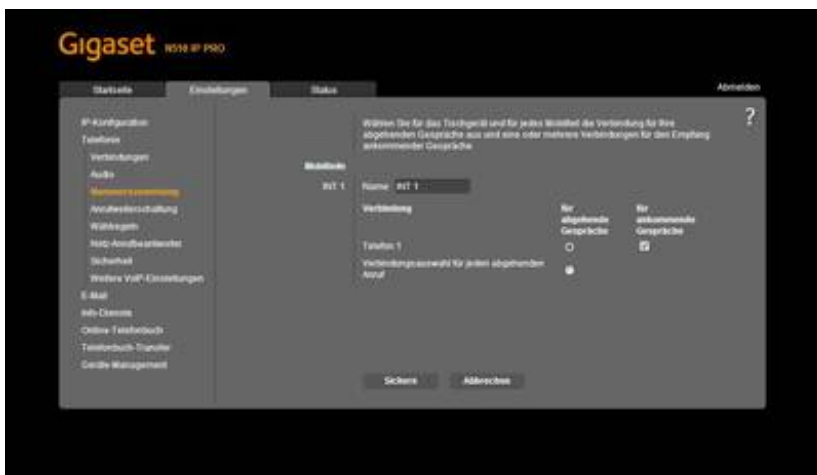 Gigaset N510 IP PRO
Startseite Einstellungen Status Abmelden
IP-Konfiguration
Telefonie
Verbindungen
Audio
Nummernzuweisung
Anrufweiterschaltung
Wählregeln
Netz-Anrufbeantworter
Sicherheit
Weitere VoIP-Einstellungen
E-Mail
Info-Dienste
Online-Telefonbuch
Telefonbuch-Transfer
Geräte-Management
Wählen Sie für das Tischgerät und für jedes Mobilteil die Verbindung für Ihre
abgehenden Gespräche aus und eine oder mehrere Verbindungen für den Empfang
ankommender Gespräche.
?
Mobilteile
INT 1 Name INT 1
Verbindung für abgehende Gespräche für ankommende Gespräche
Telefon 1
Verbindungsauswahl für jeden abgehenden
Anruf
Sichern Abbrechen